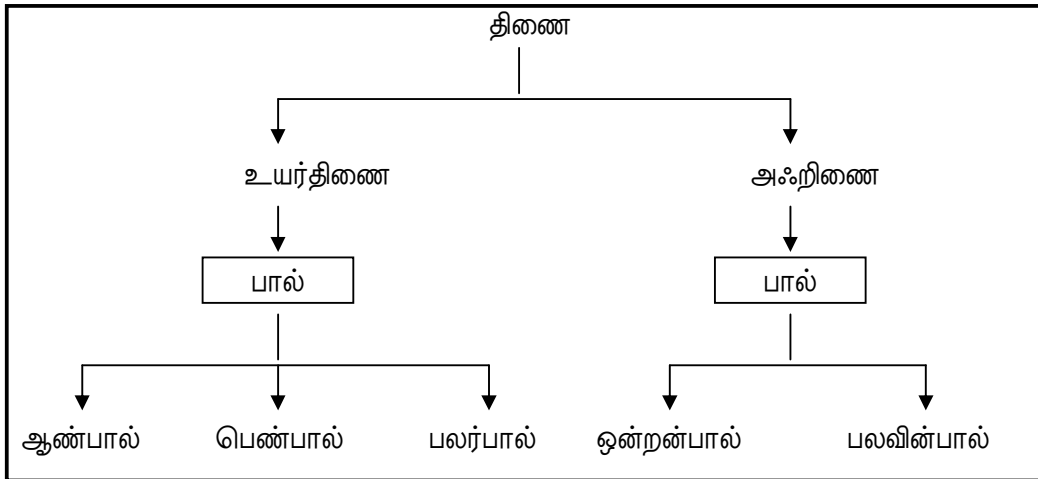 திணை
உயர்திணை அஃறிணை
பால் பால்
ஆண்பால் பெண்பால் பலர்பால் ஒன்றன்பால் பலவின்பால்